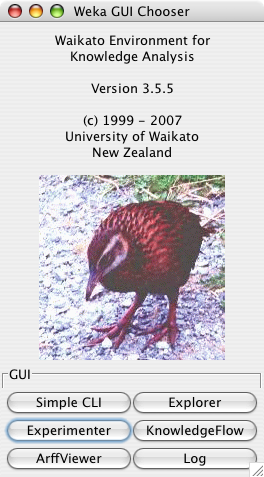 Weka GUI Chooser
Waikato Environment for
Knowledge Analysis
Version 3.5.5
(c) 1999 - 2007
University of Waikato
New Zealand
GUI
Simple CLI Explorer
Experimenter KnowledgeFlow
ArffViewer Log